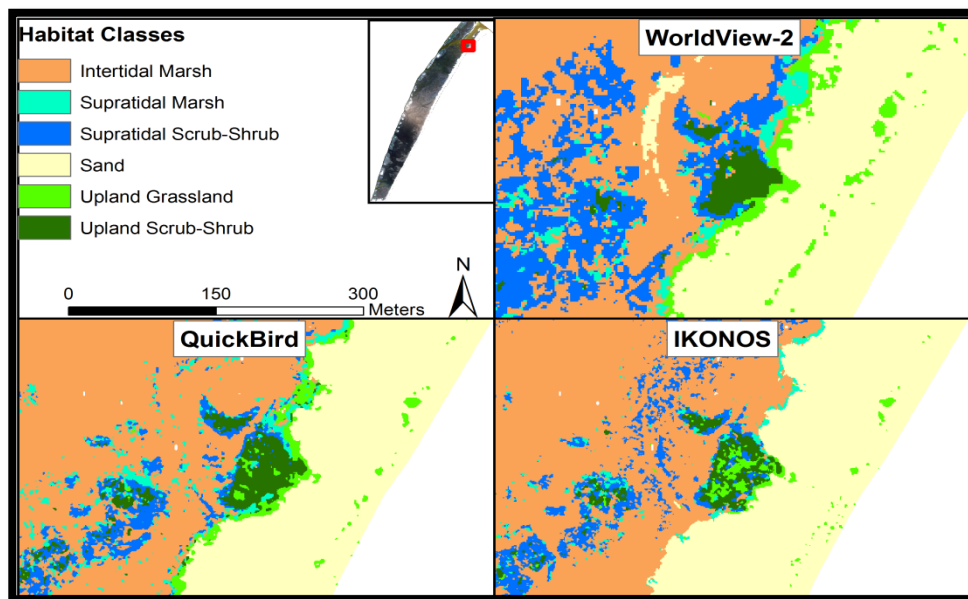 Habitat Classes
Intertidal Marsh
Supratidal Marsh
Supratidal Scrub-Shrub
Sand
Upland Grassland
Upland Scrub-Shrub
N
0 150 300
Meters
WorldView-2
QuickBird
IKONOS